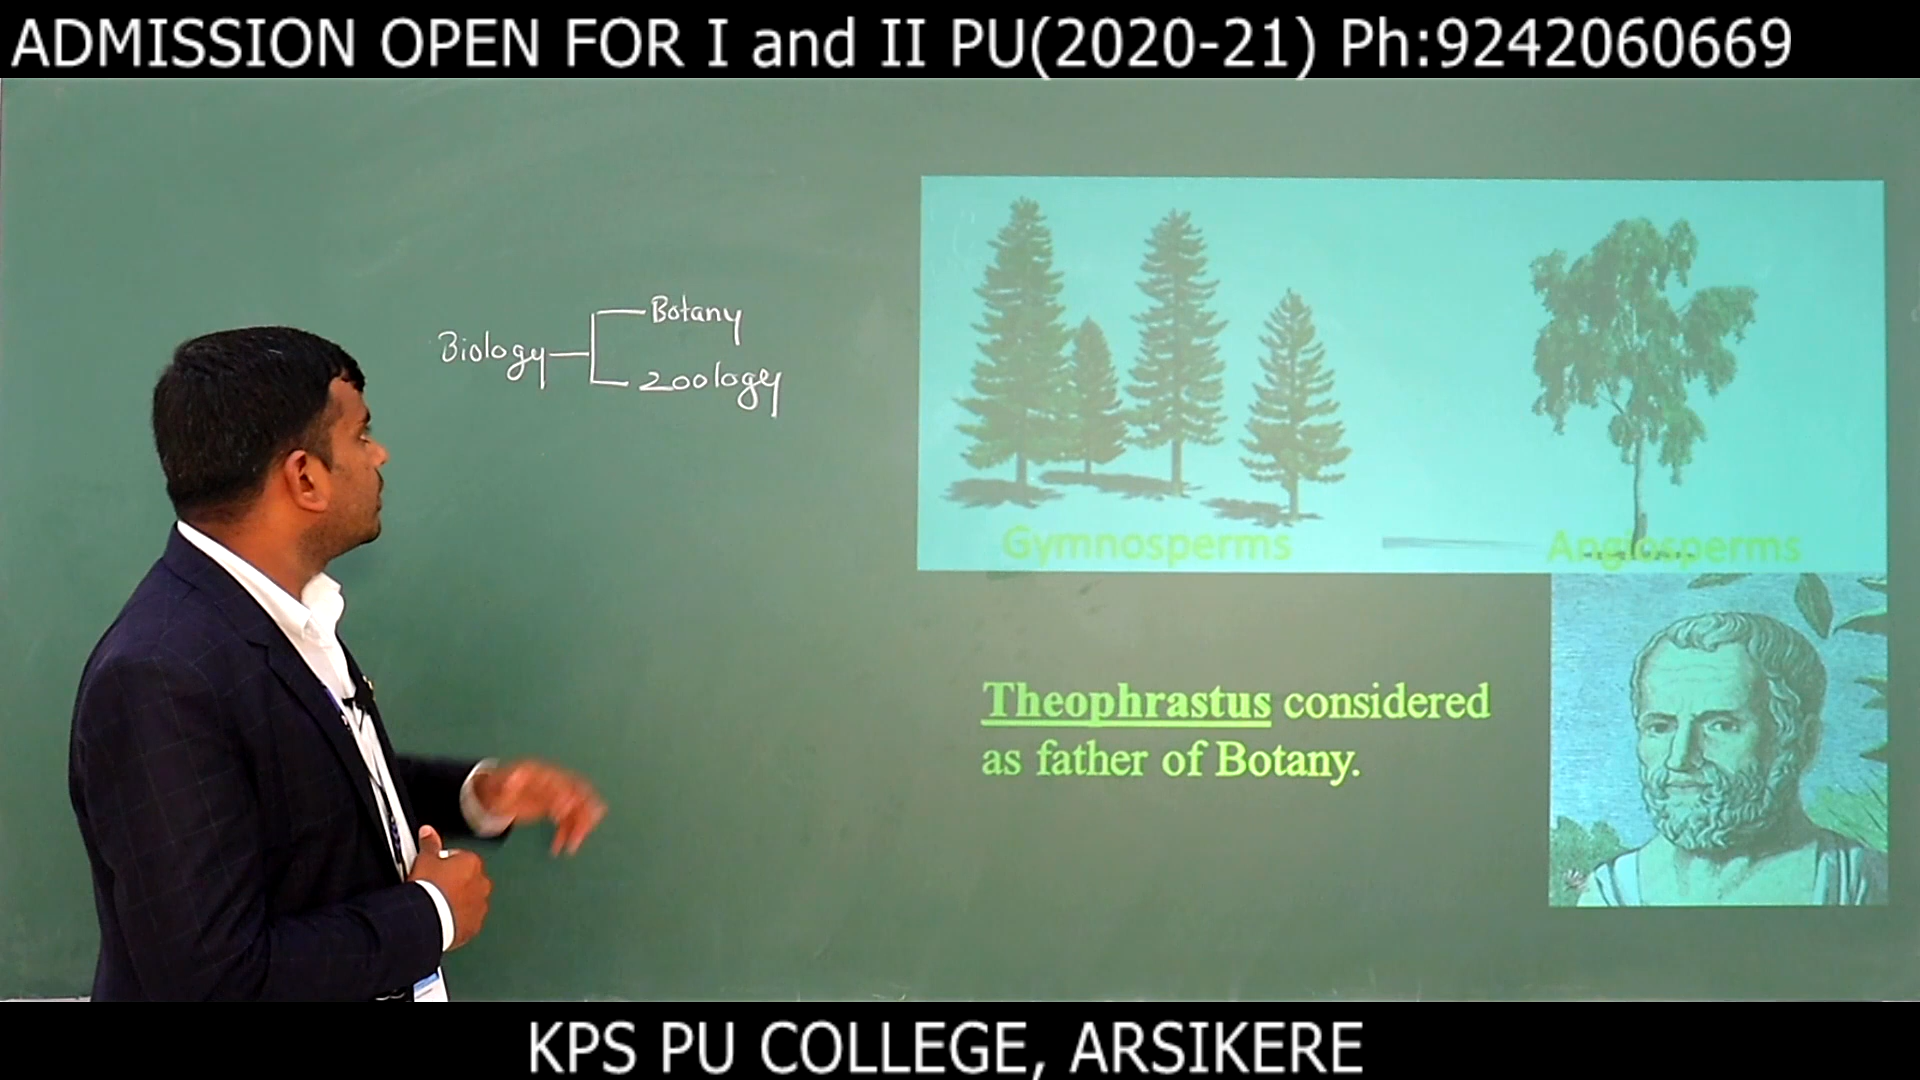 ADMISSION OPEN FOR I and II PU(2020-21) Ph:9242060669
Biology
Botany
Zoology
Gymnosperms
Angiosperms
Theophrastus considered
as father of Botany.
KPS PU COLLEGE, ARSIKERE